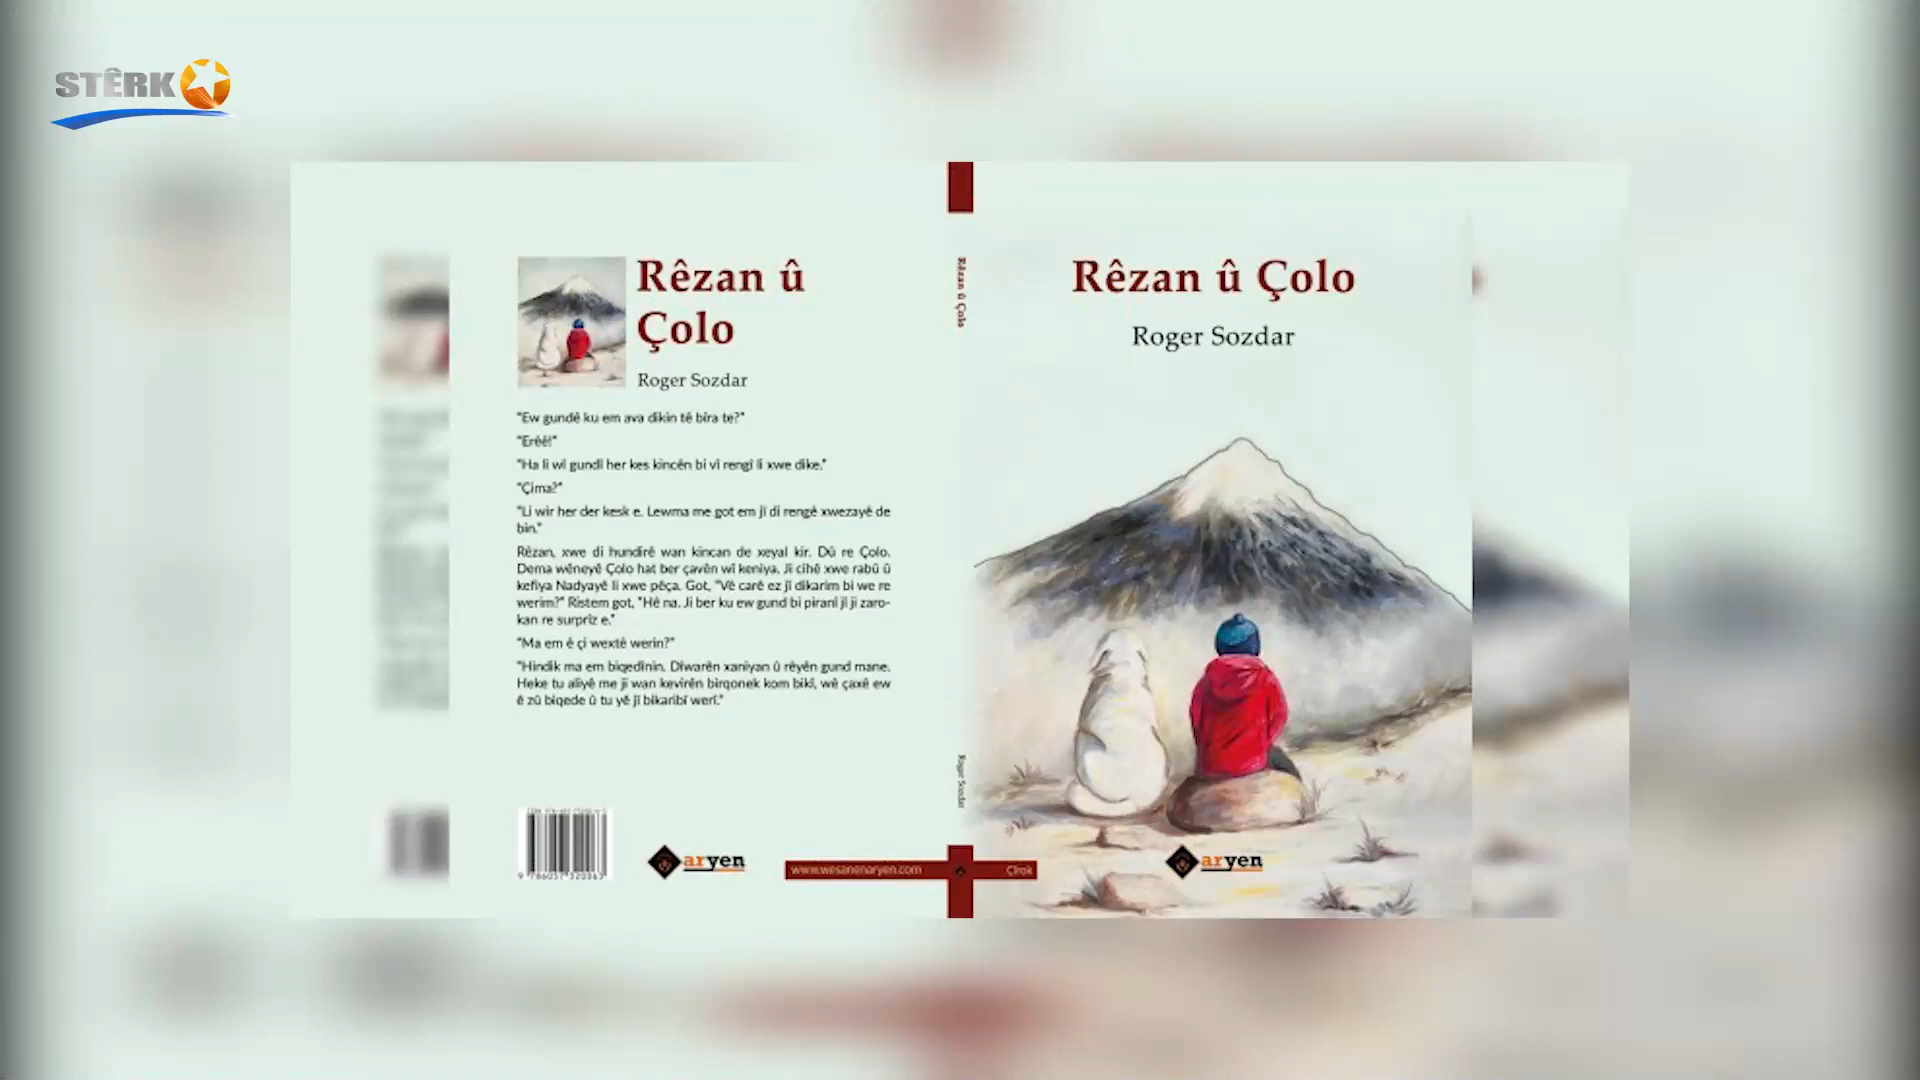 STÊRK
Rêzan û
Çolo
Roger Sozdar
"Ew gundê ku em ava dikin tê bîra te?"
"Erêê!"
"Ha li wî gundî her kes kincên bi vî rengî li xwe dike."
"Çima?"
"Li wir her der kesk e. Lewma me got em jî di rengê xwezayê de
bin."
Rêzan, xwe di hundirê wan kincan de xeyal kir. Dû re Çolo.
Dema wêneyê Çolo hat ber çavên wî keniya. Ji cihê xwe rabû û
kefiya Nadyayê li xwe pêça. Got, "Vê carê ez jî dikarim bi we re
werim?" Ristem got, "Hê na. Ji ber ku ew gund bi piranî jî ji zaro-
kan re surprîz e."
"Ma em ê çi wextê werin?"
"Hindik ma em biqedînin. Dîwarên xaniyan û rêyên gund mane.
Heke tu alîyê me ji wan kevirên birqonek kom bikî, wê çaxê ew
ê zû biqede û tu yê jî bikaribî werî."
aryen
www.wesanenaryen.com
Rêzan û Çolo
Roger Sozdar
Çîrok
Rêzan û Çolo
Roger Sozdar
aryen